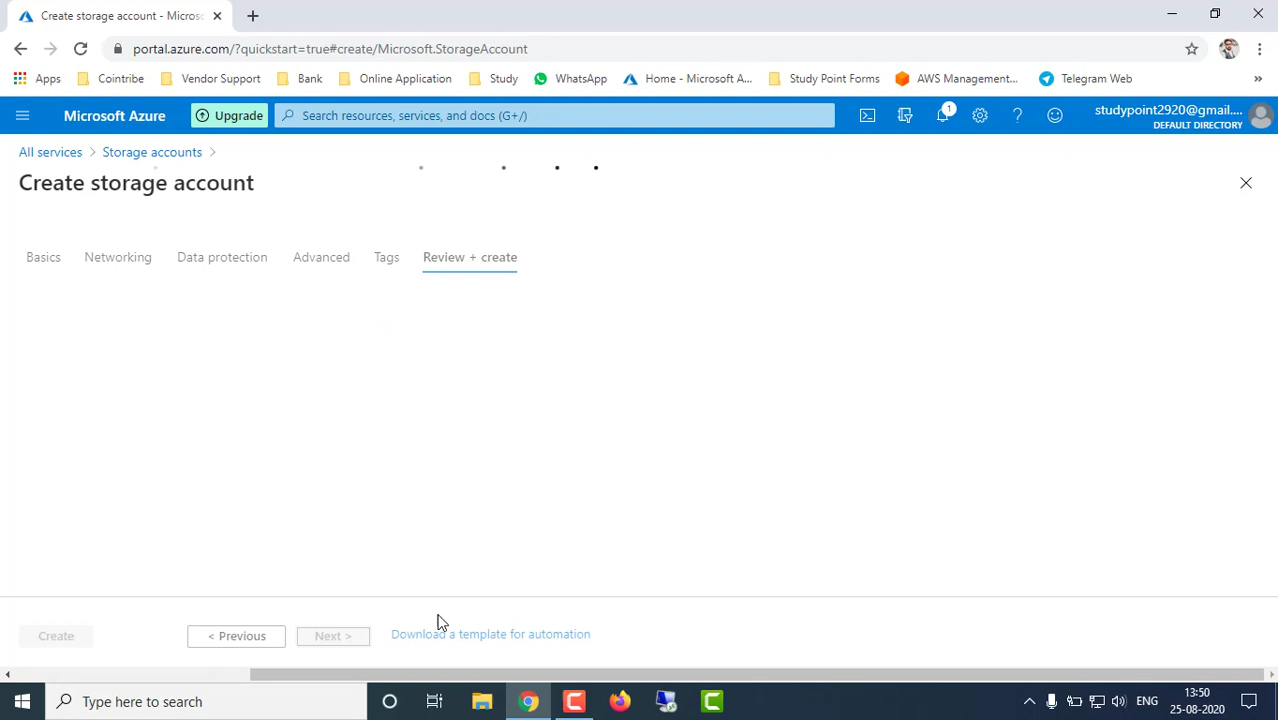 Create storage account - Micros
portal.azure.com/?quickstart=true#create/Microsoft.StorageAccount
Apps Cointribe Vendor Support Bank Online Application Study WhatsApp Home - Microsoft A... Study Point Forms AWS Management... Telegram Web »
Microsoft Azure Upgrade Search resources, services, and docs (G+/) 1 studypoint2920@gmail....
DEFAULT DIRECTORY
All services > Storage accounts >
Create storage account
Basics Networking Data protection Advanced Tags Review + create
Create < Previous Next > Download a template for automation
Type here to search ENG 13:50
25-08-2020